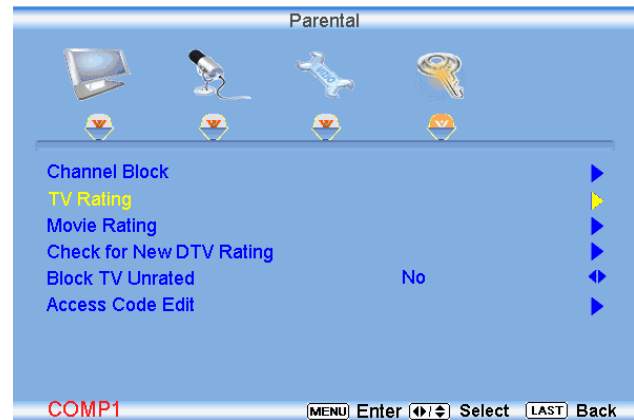 Parental
Channel Block
TV Rating
Movie Rating
Check for New DTV Rating
Block TV Unrated No
Access Code Edit
COMP1 MENU Enter Select LAST Back